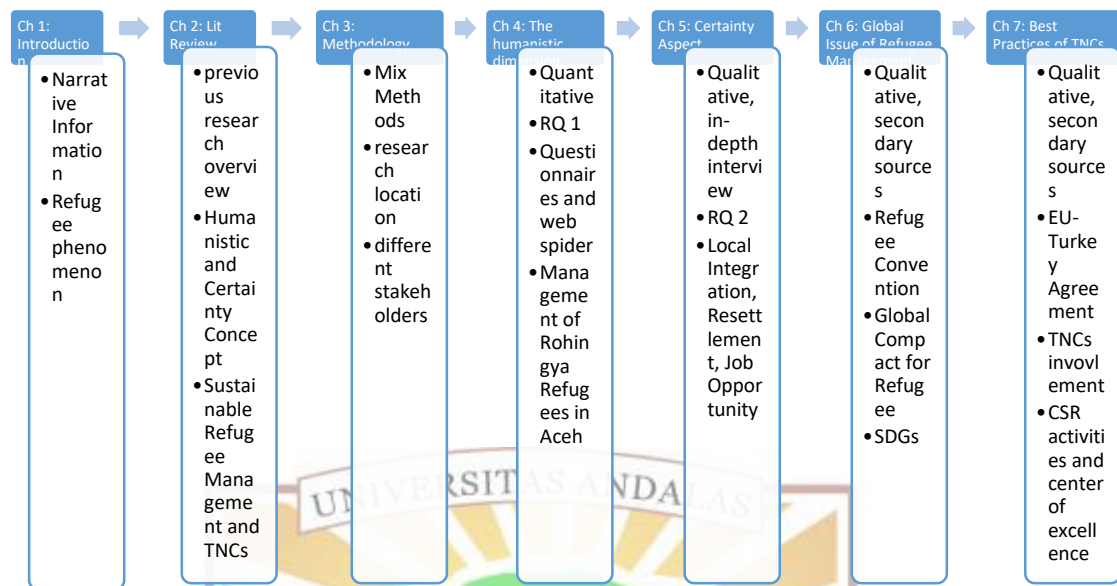 Ch 1:
Introductio
n
• Narrat
ive
Infor
matio
n
• Refug
ee
pheno
meno
n
Ch 2: Lit
Review
• previo
us
resear
ch
overvi
ew
• Hum
anistic
and
Certai
nty
Conce
pt
• Sustai
nable
Refug
ee
Mana
geme
nt and
TNCs
Ch 3:
Methodology
• Mix
Meth
ods
• resear
ch
locati
on
• differe
nt
stakeh
olders
Ch 4: The
humanistic
dimension
• Quant
itative
• RQ 1
• Questi
onnair
es and
web
spider
• Mana
geme
nt of
Rohin
gya
Refug
ees in
Aceh
Ch 5: Certainty
Aspect
• Qualit
ative,
in-
depth
intervi
ew
• RQ 2
• Local
Integr
ation,
Resett
lemen
t, Job
Oppor
tunity
Ch 6: Global
Issue of Refugee
Management
• Qualit
ative,
secon
dary
source
s
• Refug
ee
Conve
ntion
• Global
Comp
act for
Refug
ee
• SDGs
Ch 7: Best
Practices of TNCs
• Qualit
ative,
secon
dary
source
s
• EU-
Turke
y
Agree
ment
• TNCs
invovl
ement
• CSR
activiti
es and
center
of
excell
ence
UNIVERSITAS ANDALAS